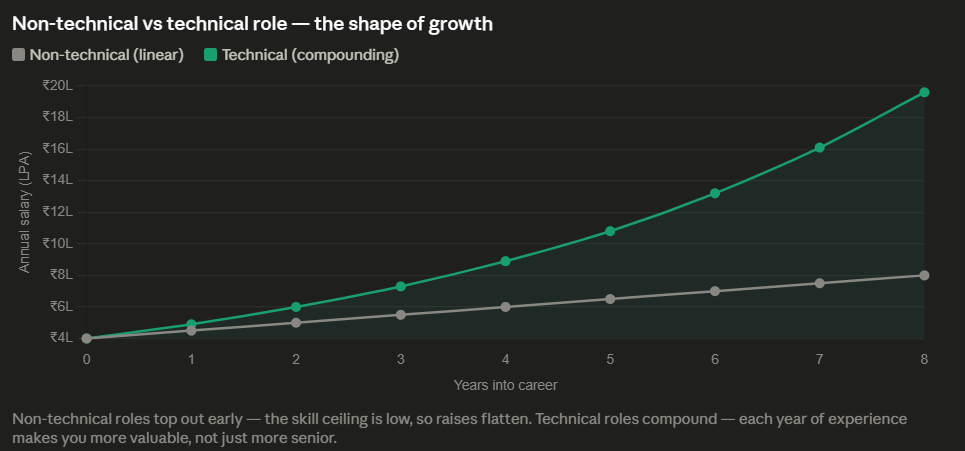 Non-technical vs technical role — the shape of growth
Non-technical (linear)
Technical (compounding)
Annual salary (LPA)
₹20L
₹18L
₹16L
₹14L
₹12L
₹10L
₹8L
₹6L
₹4L
0 1 2 3 4 5 6 7 8
Years into career
Non-technical roles top out early — the skill ceiling is low, so raises flatten. Technical roles compound — each year of experience
makes you more valuable, not just more senior.